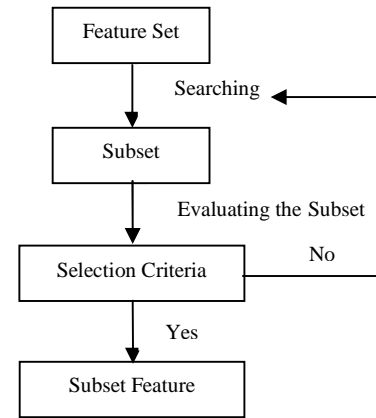 Feature Set
Searching
Subset
Evaluating the Subset
Selection Criteria
No
Yes
Subset Feature